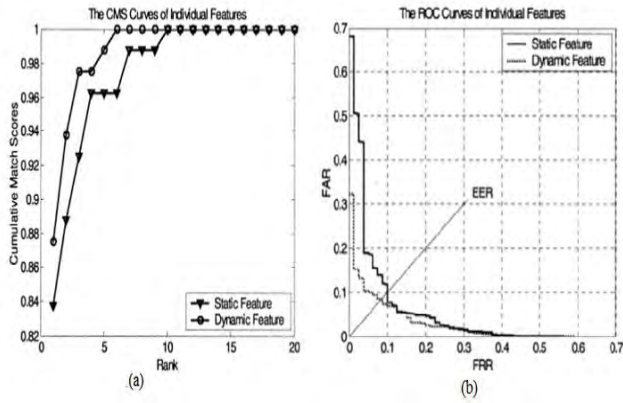 The CMS Curves of Individual Features
1
0.98
0.96
0.94
0.92
0.9
0.88
0.86
0.84
0.82
Cumulative Match Scores
Static Feature
Dynamic Feature
0 5 10 15 20
Rank
(a)
The ROC Curves of Individual Features
0.7
0.6
0.5
0.4
0.3
0.2
0.1
0
FAR
Static Feature
Dynamic Feature
EER
0 0.1 0.2 0.3 0.4 0.5 0.6 0.7
FRR
(b)